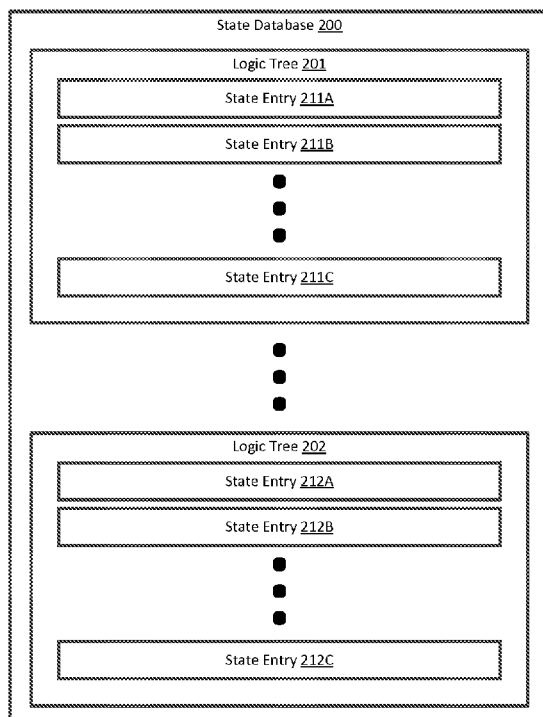 State Database 200
Logic Tree 201
State Entry 211A
State Entry 211B
State Entry 211C
Logic Tree 202
State Entry 212A
State Entry 212B
State Entry 212C